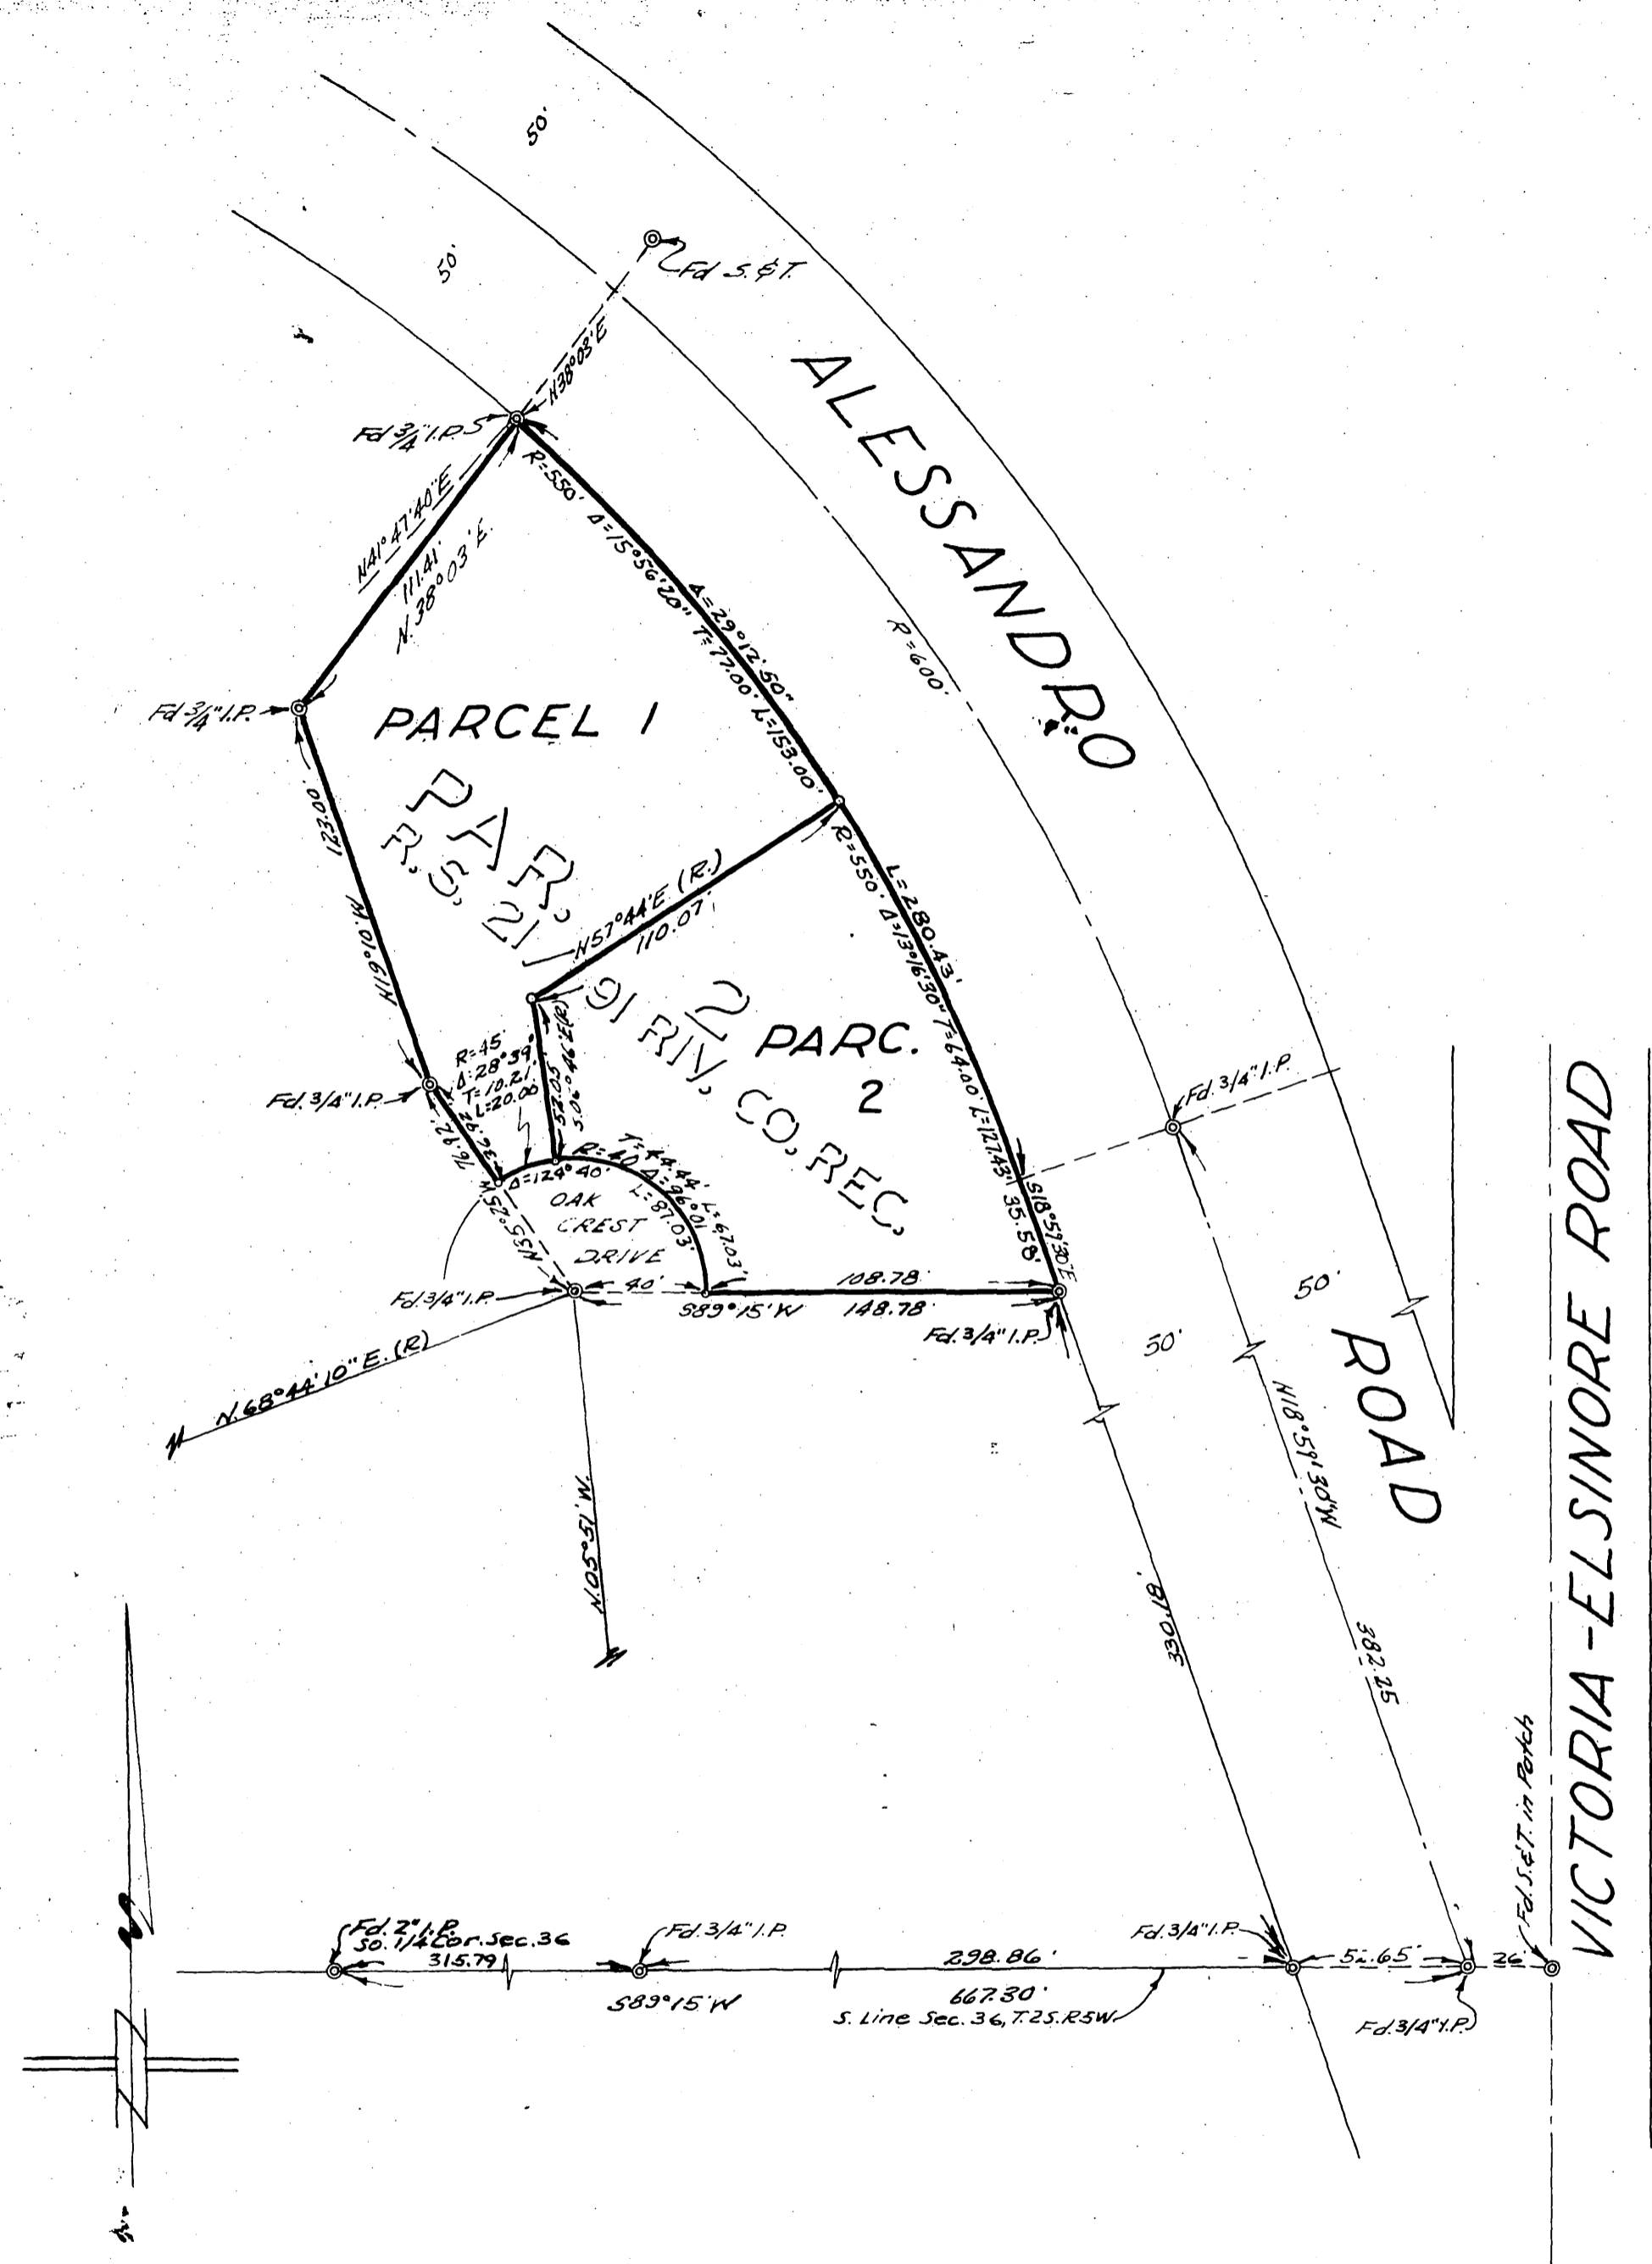 50'
50'
Fd S.&T.
N38°03'E
Fd 3/4" I.P.S
ALESSANDRO
N41°47'40"E
111.41'
N.38°03'E.
R=550' Δ=15°56'20" T=77.00' L=153.00'
Δ=29°12'50"
R=600'
Fd 3/4" I.P.
PARCEL 1
123.00'
N19°10'W
PAR. 2
R.S. 21/91 RIV. CO. REC.
N57°44'E (R.)
110.07'
R=550' Δ=13°16'30" T=64.00' L=127.43'
L=280.43'
PARC.
2
R=45'
Δ=28°39'
T=10.21'
L=20.00
52.05'
S.06°46'E(R)
Fd. 3/4" I.P.
Fd. 3/4" I.P.
36.92'
76.92'
N35°25'W
Δ=124°40'
R=40' Δ=96°01'
T=44.44'
L=67.03'
L=87.03'
OAK
CREST
DRIVE
S18°59'30"E
35.58'
Fd. 3/4" I.P.
40'
108.78'
S89°15'W
148.78'
Fd. 3/4" I.P.
50'
50'
N.68°44'10"E.(R)
ROAD
N18°59'30"W
N.05°51'W.
330.18'
382.25
VICTORIA-ELSINORE ROAD
Fd. S.&T. in Patch
Fd. 2" I.P.
So. 1/4 Cor. Sec. 36
315.79
Fd. 3/4" I.P.
298.86'
Fd. 3/4" I.P.
52.65'
26'
S89°15'W
667.30'
S. Line Sec. 36, T.2S. R5W
Fd. 3/4" I.P.
N